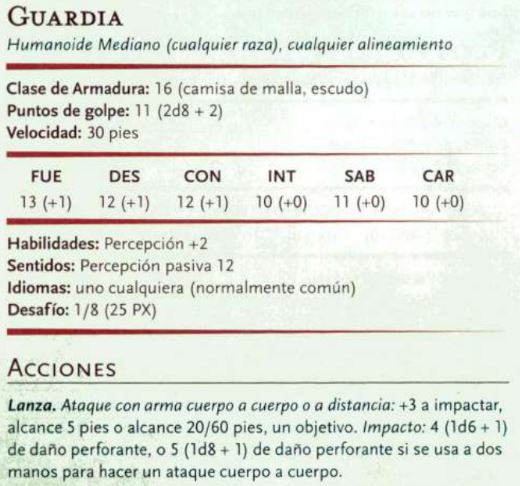 GUARDIA
Humanoide Mediano (cualquier raza), cualquier alineamiento
Clase de Armadura: 16 (camisa de malla, escudo)
Puntos de golpe: 11 (2d8 + 2)
Velocidad: 30 pies
FUE DES CON INT SAB CAR
13 (+1) 12 (+1) 12 (+1) 10 (+0) 11 (+0) 10 (+0)
Habilidades: Percepción +2
Sentidos: Percepción pasiva 12
Idiomas: uno cualquiera (normalmente común)
Desafío: 1/8 (25 PX)
ACCIONES
Lanza. Ataque con arma cuerpo a cuerpo o a distancia: +3 a impactar,
alcance 5 pies o alcance 20/60 pies, un objetivo. Impacto: 4 (1d6 + 1)
de daño perforante, o 5 (1d8 + 1) de daño perforante si se usa a dos
manos para hacer un ataque cuerpo a cuerpo.